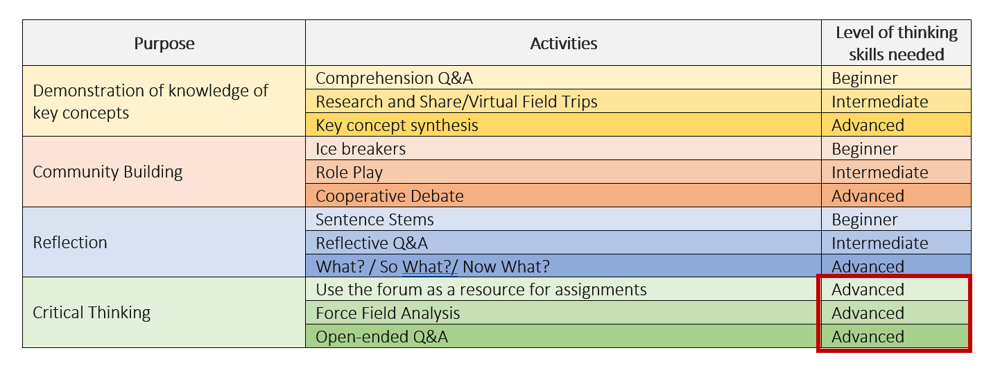 Purpose
Activities
Level of thinking
skills needed
Demonstration of knowledge of
key concepts
Comprehension Q&A
Beginner
Research and Share/Virtual Field Trips
Intermediate
Key concept synthesis
Advanced
Community Building
Ice breakers
Beginner
Role Play
Intermediate
Cooperative Debate
Advanced
Reflection
Sentence Stems
Beginner
Reflective Q&A
Intermediate
What? / So What?/ Now What?
Advanced
Critical Thinking
Use the forum as a resource for assignments
Advanced
Force Field Analysis
Advanced
Open-ended Q&A
Advanced